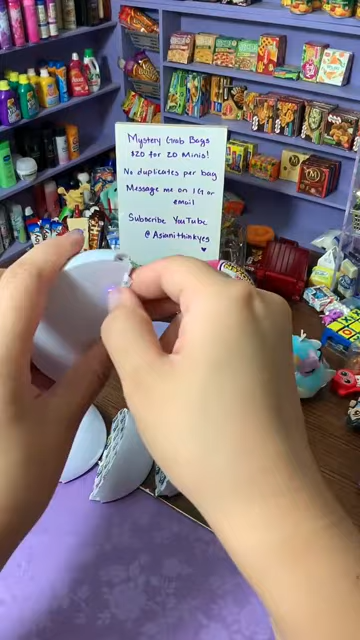 Mystery Grab Bags
$20 for 20 Minis!
No duplicates per bag
Message me on IG or
email
Subscribe YouTube
@Asianithinkyes